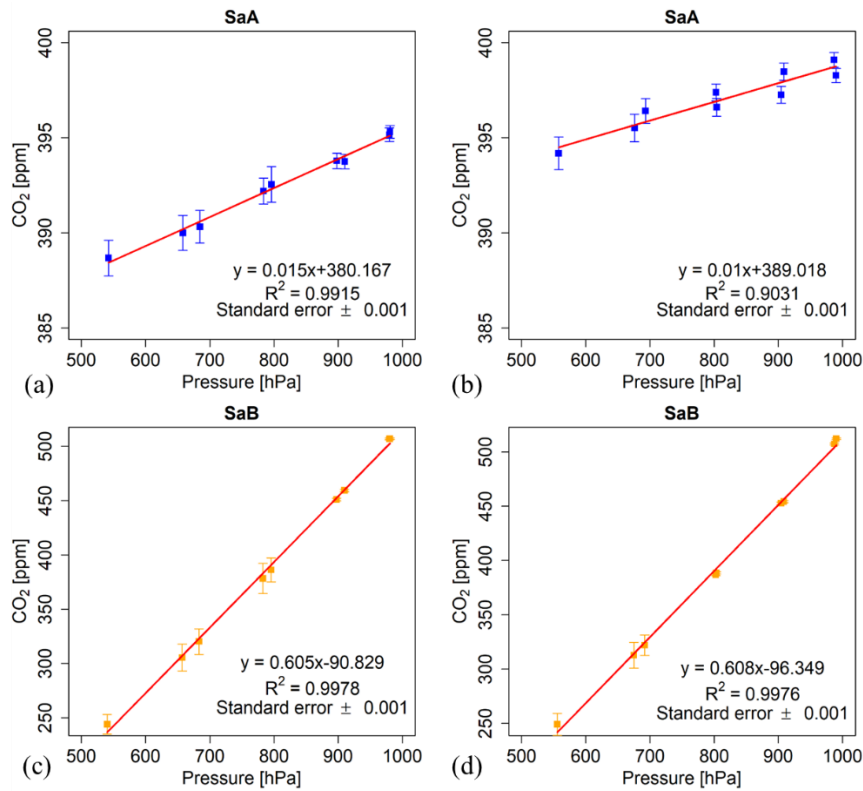 SaA
400
395
390
385
CO₂ [ppm]
y = 0.015x+380.167
R² = 0.9915
Standard error ± 0.001
500 600 700 800 900 1000
Pressure [hPa]
(a)
SaA
400
395
390
385
CO₂ [ppm]
y = 0.01x+389.018
R² = 0.9031
Standard error ± 0.001
500 600 700 800 900 1000
Pressure [hPa]
(b)
SaB
500
450
400
350
300
250
CO₂ [ppm]
y = 0.605x-90.829
R² = 0.9978
Standard error ± 0.001
500 600 700 800 900 1000
Pressure [hPa]
(c)
SaB
500
450
400
350
300
250
CO₂ [ppm]
y = 0.608x-96.349
R² = 0.9976
Standard error ± 0.001
500 600 700 800 900 1000
Pressure [hPa]
(d)